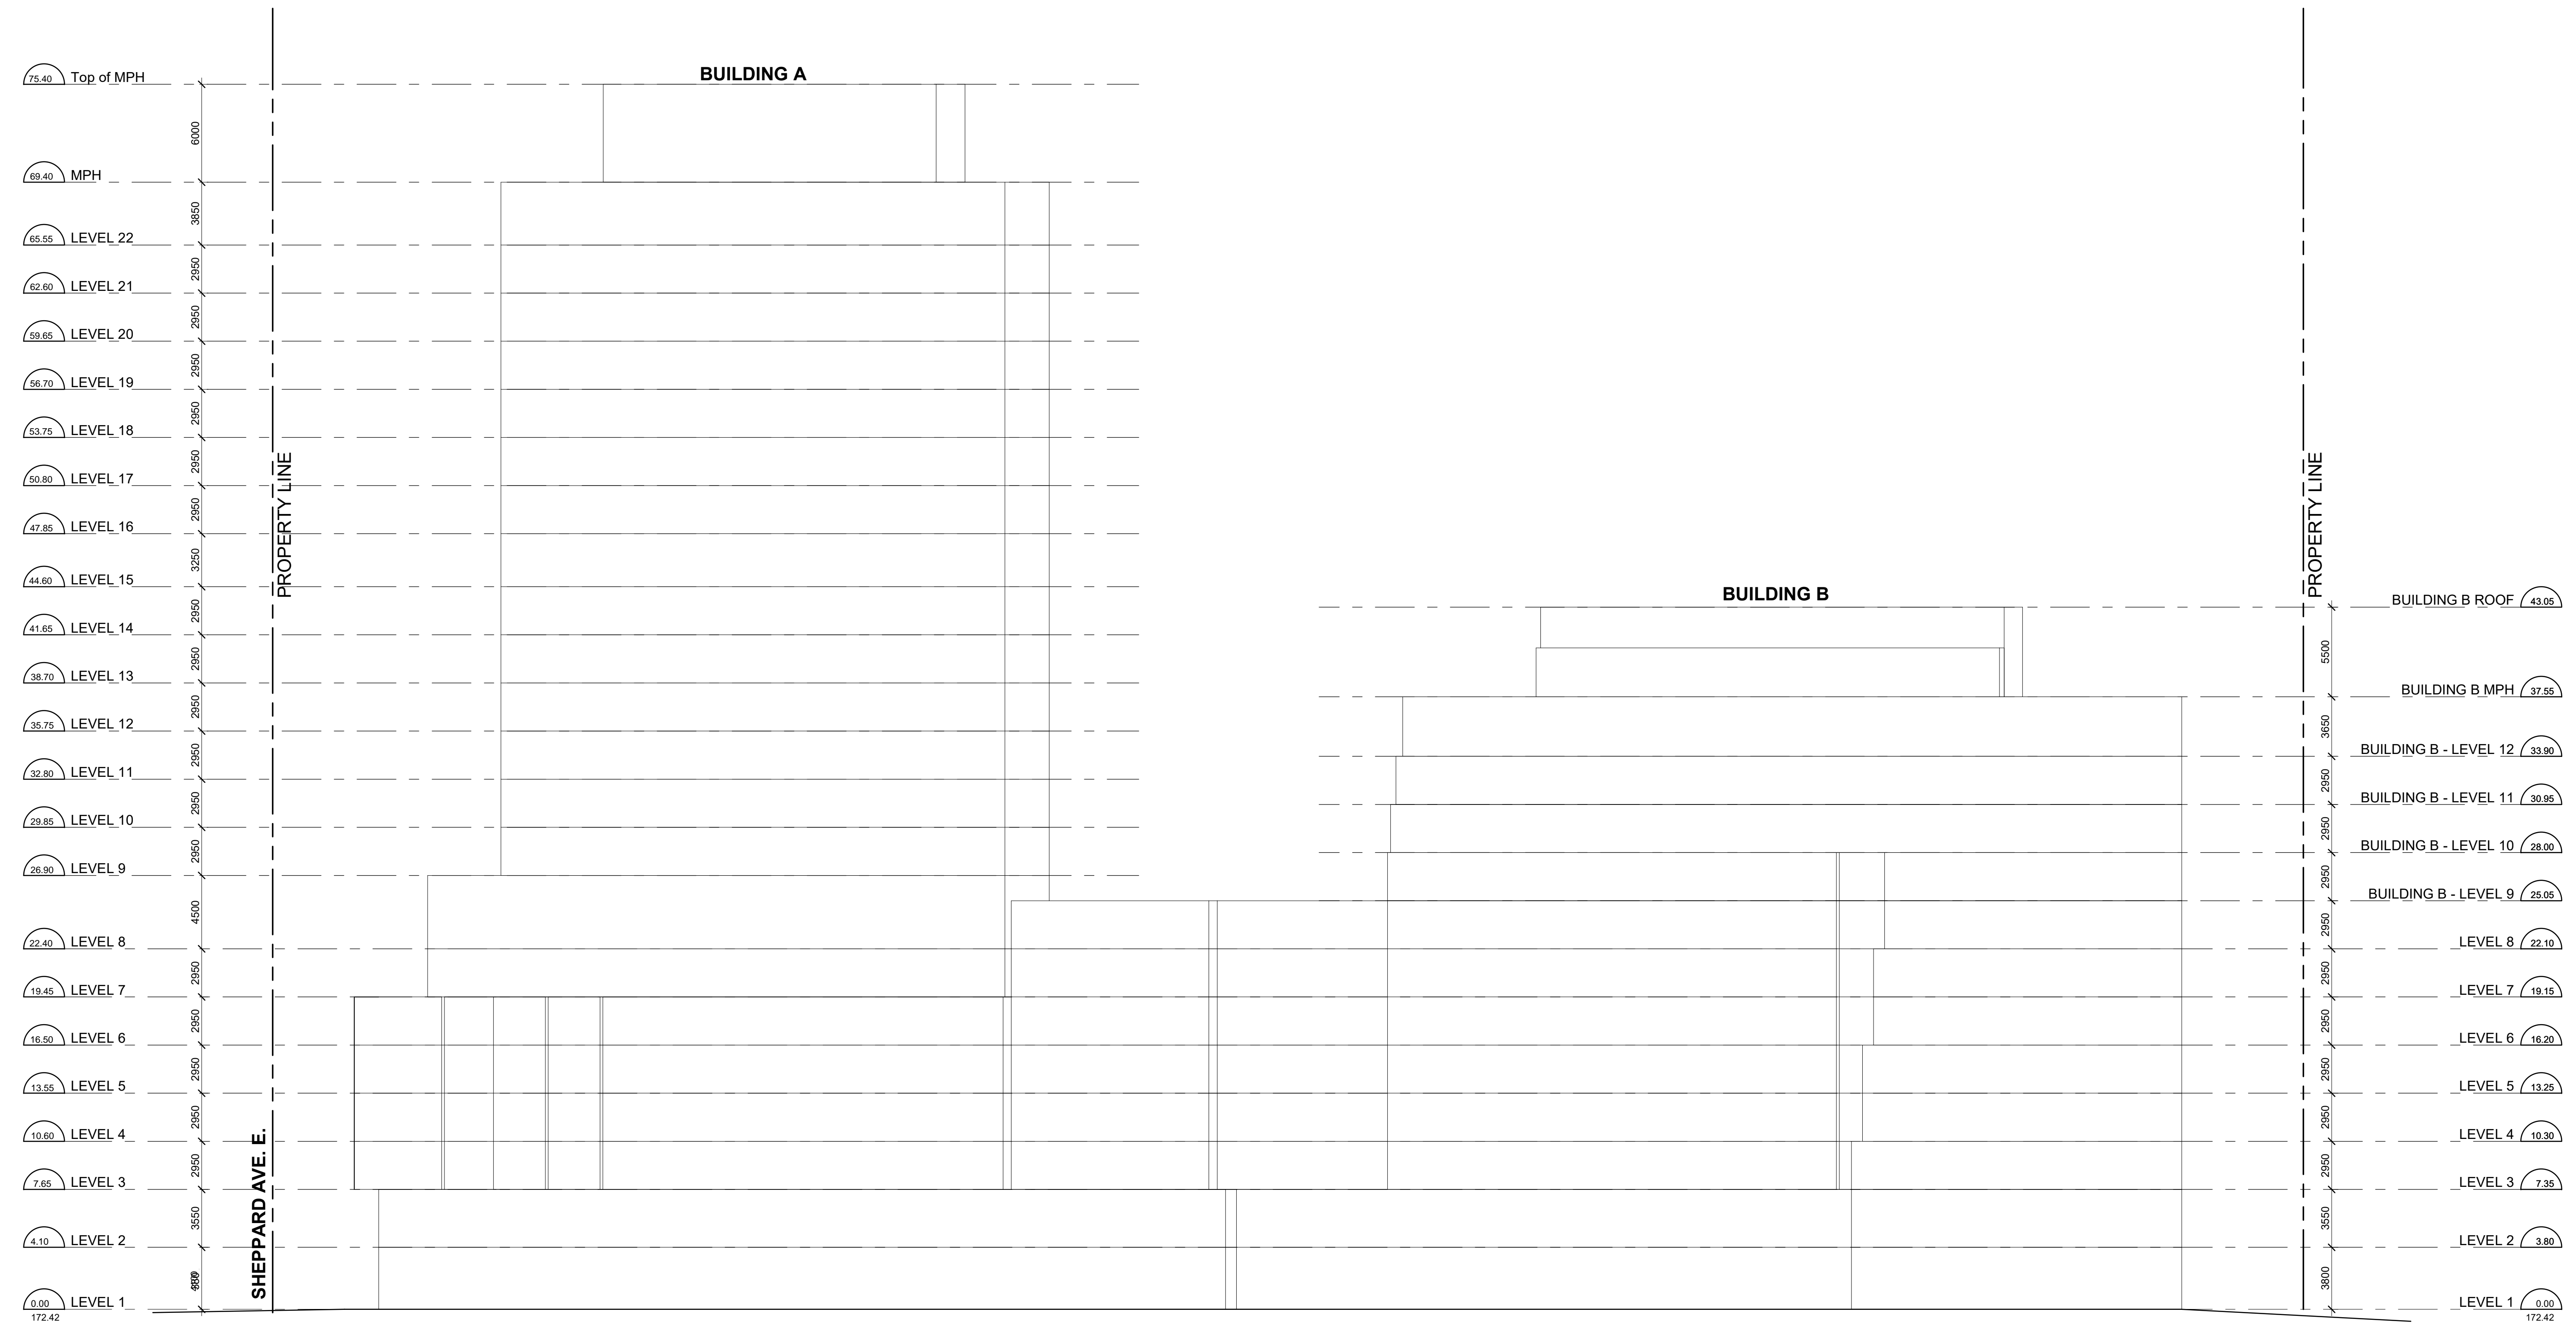 BUILDING A
75.40 Top of MPH
6000
69.40 MPH
3850
65.55 LEVEL 22
2950
62.60 LEVEL 21
2950
59.65 LEVEL 20
2950
56.70 LEVEL 19
2950
53.75 LEVEL 18
2950
50.80 LEVEL 17
2950
47.85 LEVEL 16
3250
44.60 LEVEL 15
2950
41.65 LEVEL 14
2950
38.70 LEVEL 13
2950
35.75 LEVEL 12
2950
32.80 LEVEL 11
2950
29.85 LEVEL 10
2950
26.90 LEVEL 9
4500
22.40 LEVEL 8
2950
19.45 LEVEL 7
2950
16.50 LEVEL 6
2950
13.55 LEVEL 5
2950
10.60 LEVEL 4
2950
7.65 LEVEL 3
3550
4.10 LEVEL 2
0.00 LEVEL 1
172.42
PROPERTY LINE
SHEPPARD AVE. E.
BUILDING B
PROPERTY LINE
BUILDING B ROOF 43.05
5500
BUILDING B MPH 37.55
3650
BUILDING B - LEVEL 12 33.90
2950
BUILDING B - LEVEL 11 30.95
2950
BUILDING B - LEVEL 10 28.00
2950
BUILDING B - LEVEL 9 25.05
2950
LEVEL 8 22.10
2950
LEVEL 7 19.15
2950
LEVEL 6 16.20
2950
LEVEL 5 13.25
2950
LEVEL 4 10.30
2950
LEVEL 3 7.35
3550
LEVEL 2 3.80
3800
LEVEL 1 0.00
172.42